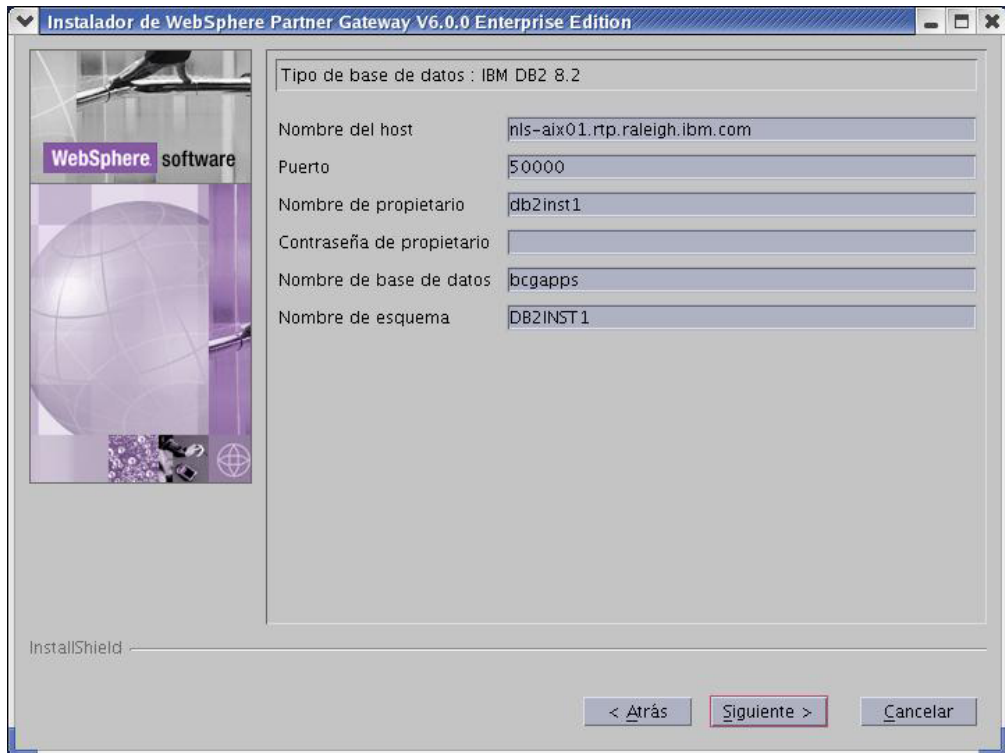 Instalador de WebSphere Partner Gateway V6.0.0 Enterprise Edition
WebSphere software
Tipo de base de datos : IBM DB2 8.2
Nombre del host nls-aix01.rtp.raleigh.ibm.com
Puerto 50000
Nombre de propietario db2inst1
Contraseña de propietario
Nombre de base de datos bcgapps
Nombre de esquema DB2INST1
InstallShield
< Atrás Siguiente > Cancelar